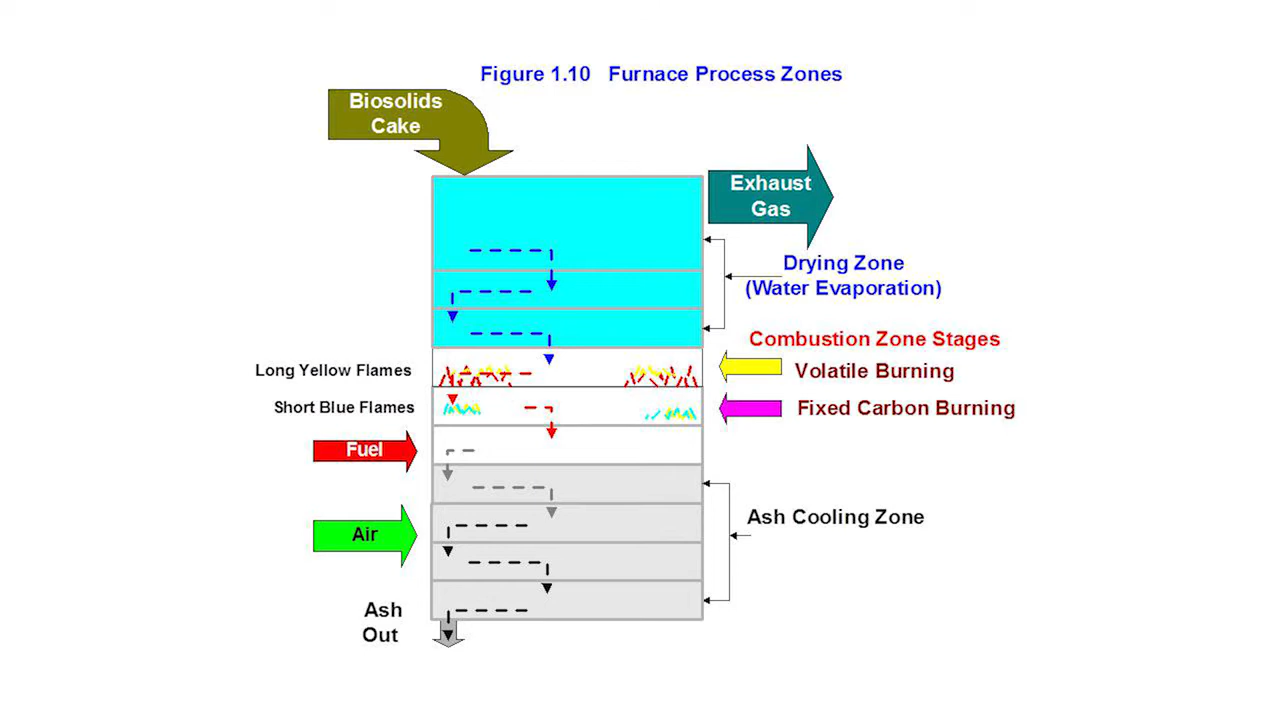 Figure 1.10 Furnace Process Zones
Biosolids
Cake
Exhaust
Gas
Drying Zone
(Water Evaporation)
Combustion Zone Stages
Long Yellow Flames
Volatile Burning
Short Blue Flames
Fixed Carbon Burning
Fuel
Air
Ash Cooling Zone
Ash
Out